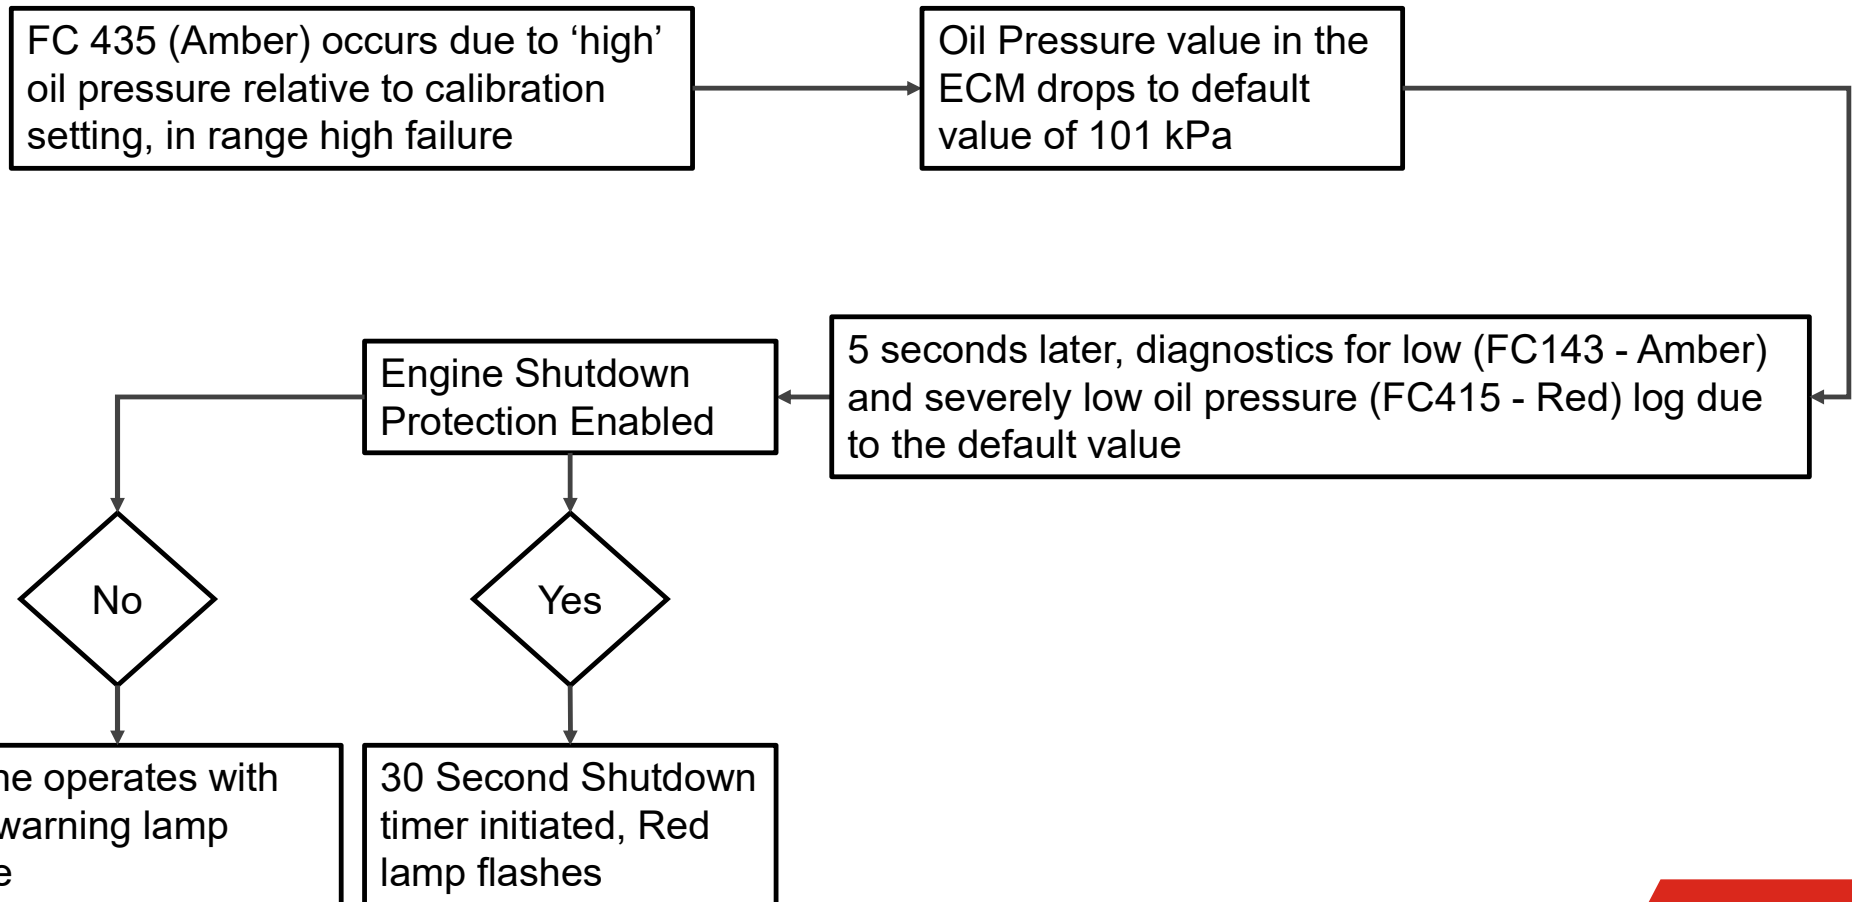 FC 435 (Amber) occurs due to ‘high’
oil pressure relative to calibration
setting, in range high failure
Oil Pressure value in the
ECM drops to default
value of 101 kPa
5 seconds later, diagnostics for low (FC143 - Amber)
and severely low oil pressure (FC415 - Red) log due
to the default value
Engine Shutdown
Protection Enabled
No
Yes
operates with
warning lamp
30 Second Shutdown
timer initiated, Red
lamp flashes